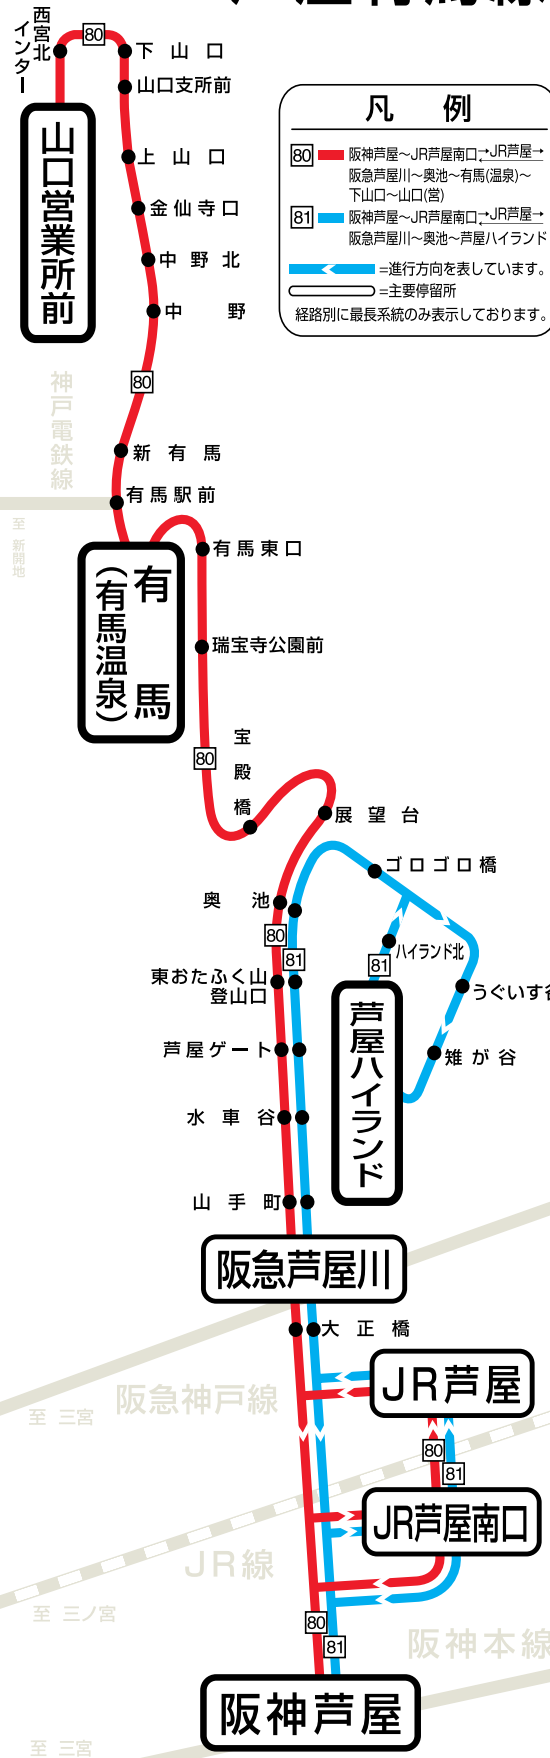 凡例
80 阪神芦屋～JR芦屋南口→JR芦屋→
阪急芦屋川～奥池～有馬(温泉)～
下山口～山口(営)
81 阪神芦屋～JR芦屋南口→JR芦屋→
阪急芦屋川～奥池～芦屋ハイランド
=進行方向を表しています。
=主要停留所
経路別に最長系統のみ表示しております。
西宮北
インター
80
下山口
山口支所前
山口営業所前
上山口
金仙寺口
中野北
中野
80
神戸電鉄線
新有馬
有馬駅前
至 新開地
有馬
(有馬温泉)
有馬東口
瑞宝寺公園前
80
宝殿橋
展望台
ゴロゴロ橋
奥池
80
81
ハイランド北
81
東おたふく山
登山口
うぐいす谷
芦屋ハイランド
芦屋ゲート
雉が谷
水車谷
山手町
阪急芦屋川
大正橋
JR芦屋
阪急神戸線
至 三宮
80
81
JR芦屋南口
JR線
至 三ノ宮
80
81
阪神本線
阪神芦屋
至 三宮